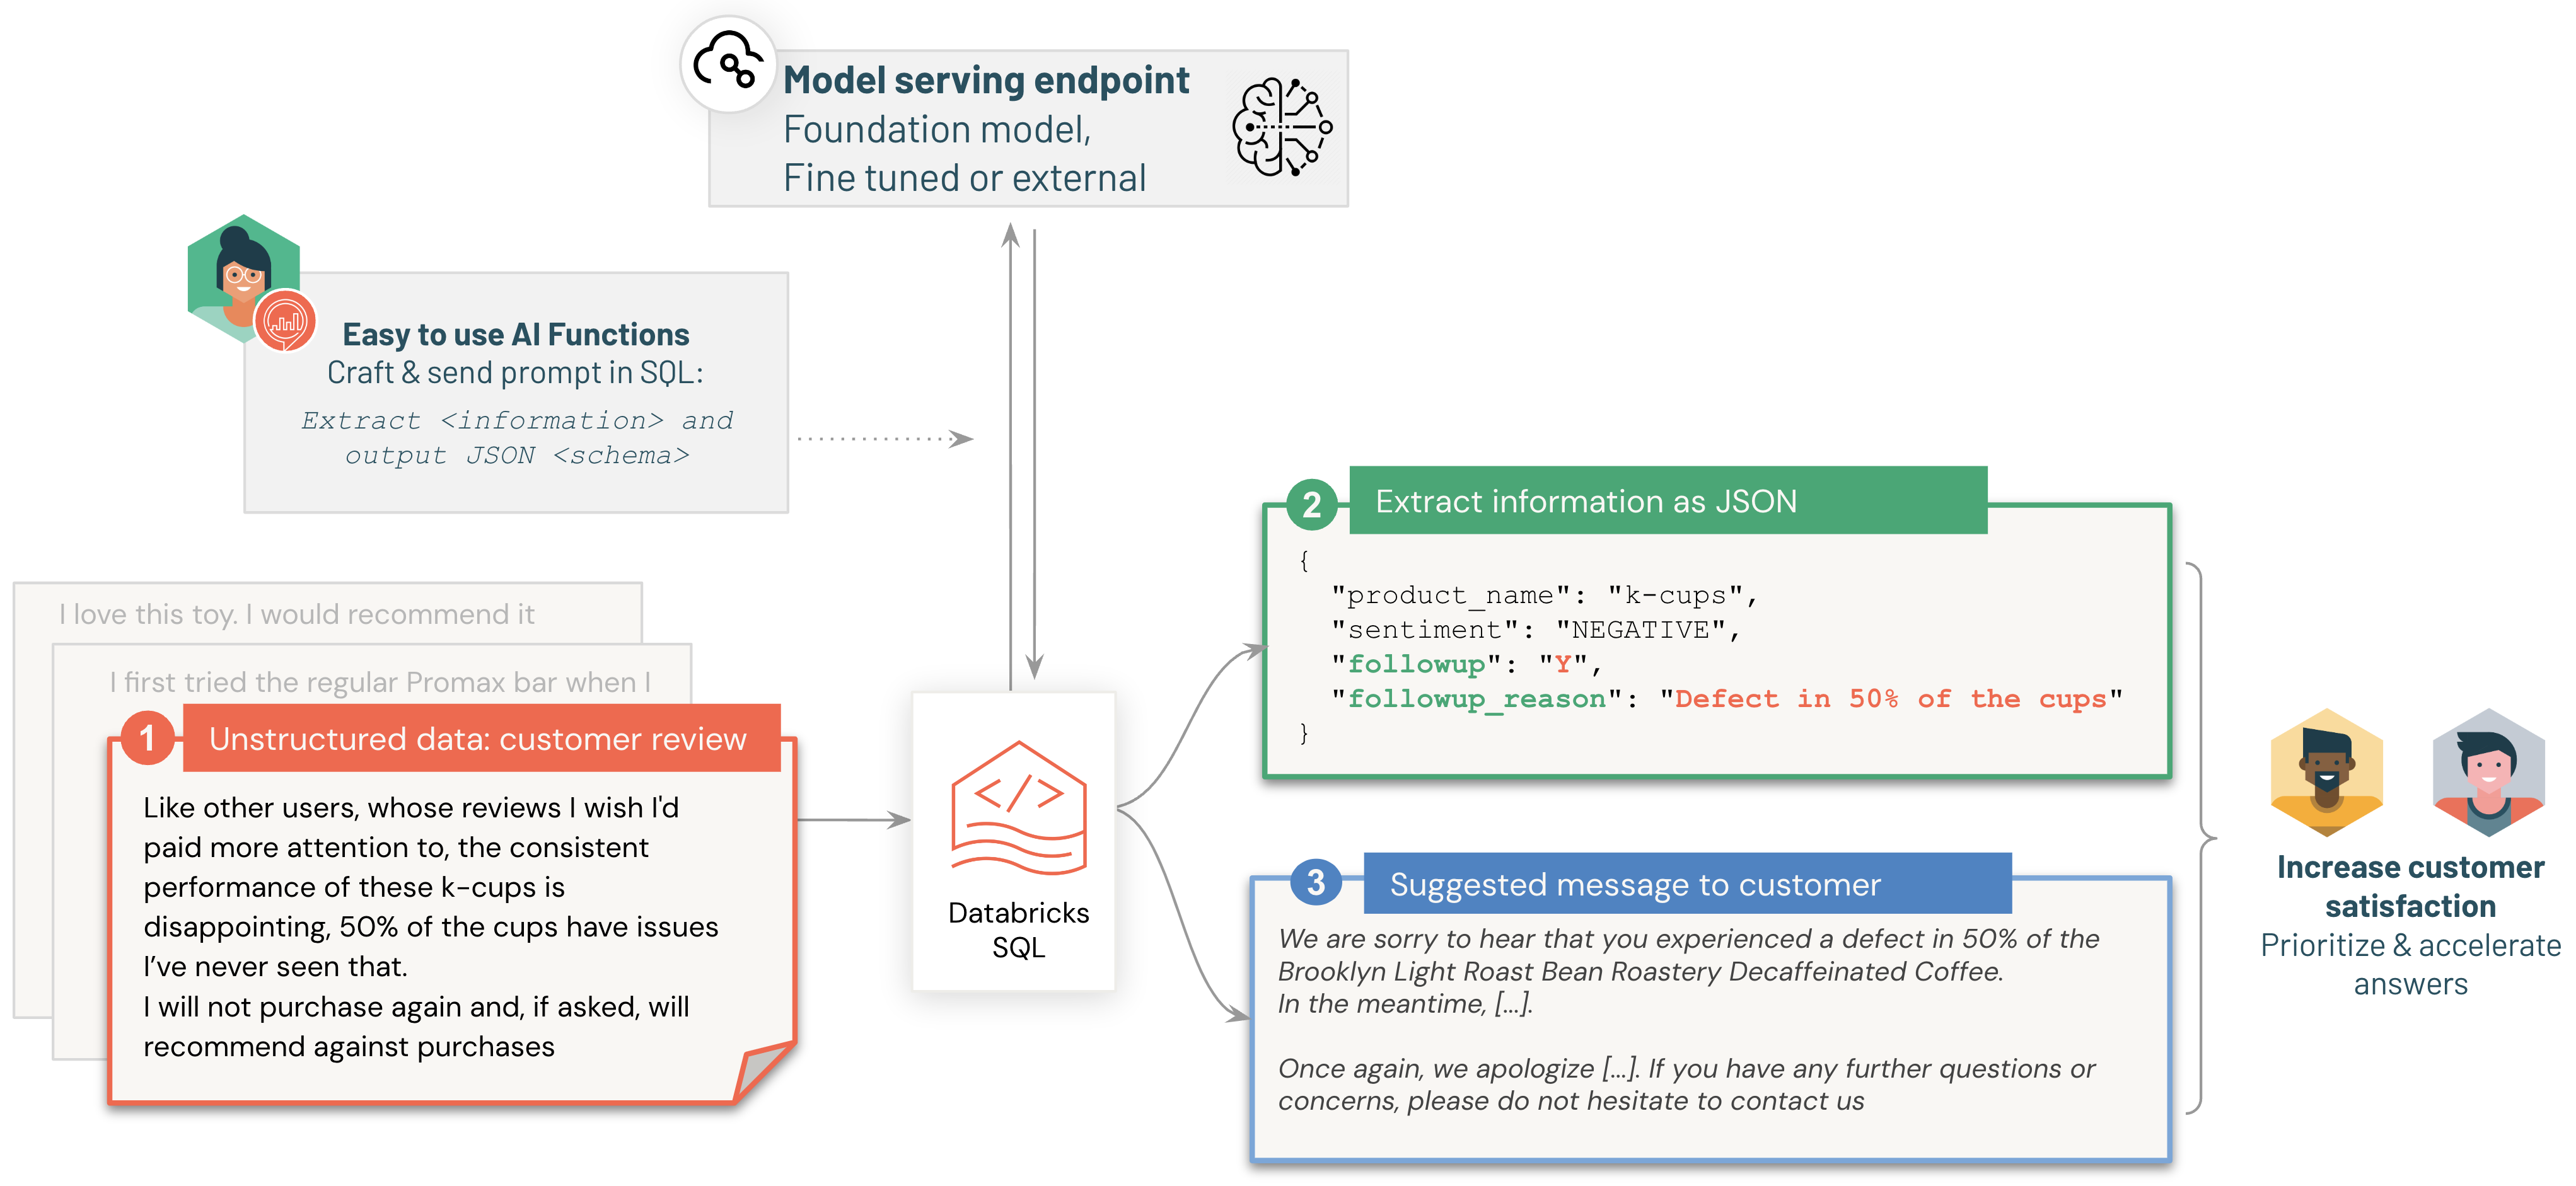 Model serving endpoint
Foundation model,
Fine tuned or external
Easy to use AI Functions
Craft & send prompt in SQL:
Extract <information> and
output JSON <schema>
I love this toy. I would recommend it
I first tried the regular Promax bar when I
1 Unstructured data: customer review
Like other users, whose reviews I wish I'd
paid more attention to, the consistent
performance of these k-cups is
disappointing, 50% of the cups have issues
I've never seen that.
I will not purchase again and, if asked, will
recommend against purchases
Databricks
SQL
2 Extract information as JSON
{
"product_name": "k-cups",
"sentiment": "NEGATIVE",
"followup": "Y",
"followup_reason": "Defect in 50% of the cups"
}
3 Suggested message to customer
We are sorry to hear that you experienced a defect in 50% of the
Brooklyn Light Roast Bean Roastery Decaffeinated Coffee.
In the meantime, [...].
Once again, we apologize [...]. If you have any further questions or
concerns, please do not hesitate to contact us
Increase customer
satisfaction
Prioritize & accelerate
answers